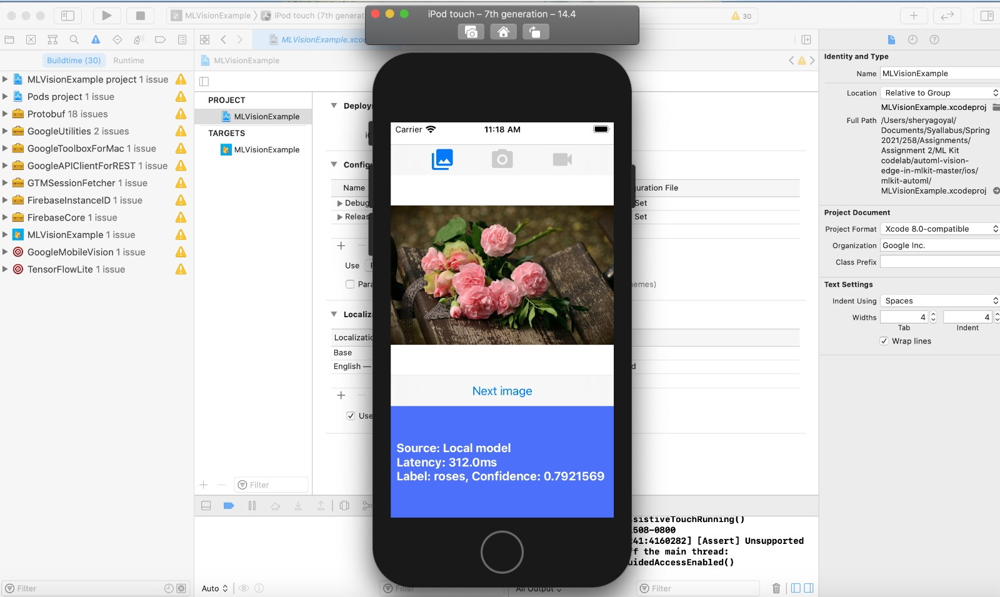 MLVisionExample
iPod touch (7th generat
iPod touch – 7th generation – 14.4
30
MLVisionExample.xcod
Buildtime (30)
Runtime
MLVisionExample
MLVisionExample project 1 issue
Pods project 1 issue
Protobuf 18 issues
GoogleUtilities 2 issues
GoogleToolboxForMac 1 issue
GoogleAPIClientForREST 1 issue
GTMSessionFetcher 1 issue
FirebaseInstanceID 1 issue
FirebaseCore 1 issue
MLVisionExample 1 issue
GoogleMobileVision 1 issue
TensorFlowLite 1 issue
Filter
PROJECT
MLVisionExample
TARGETS
MLVisionExample
Filter
Deploy
Config
Name
uration File
Debug
Set
Releas
Set
Use
Para
hemes)
Localiza
Localizatio
Base
English —
Use
Carrier
11:18 AM
Next image
Source: Local model
Latency: 312.0ms
Label: roses, Confidence: 0.7921569
ssistiveTouchRunning()
508-0800
41:4160282] [Assert] Unsupported
ff the main thread:
uidedAccessEnabled()
Auto
Filter
All Output
Filter
Identity and Type
Name MLVisionExample
Location Relative to Group
MLVisionExample.xcodeproj
Full Path /Users/sheryagoyal/
Documents/Syallabus/Spring
2021/258/Assignments/
Assignment 2/ML Kit
codelab/automl-vision-
edge-in-mlkit-master/ios/
mlkit-automl/
MLVisionExample.xcodeproj
Project Document
Project Format Xcode 8.0-compatible
Organization Google Inc.
Class Prefix
Text Settings
Indent Using Spaces
Widths 4 4
Tab Indent
Wrap lines